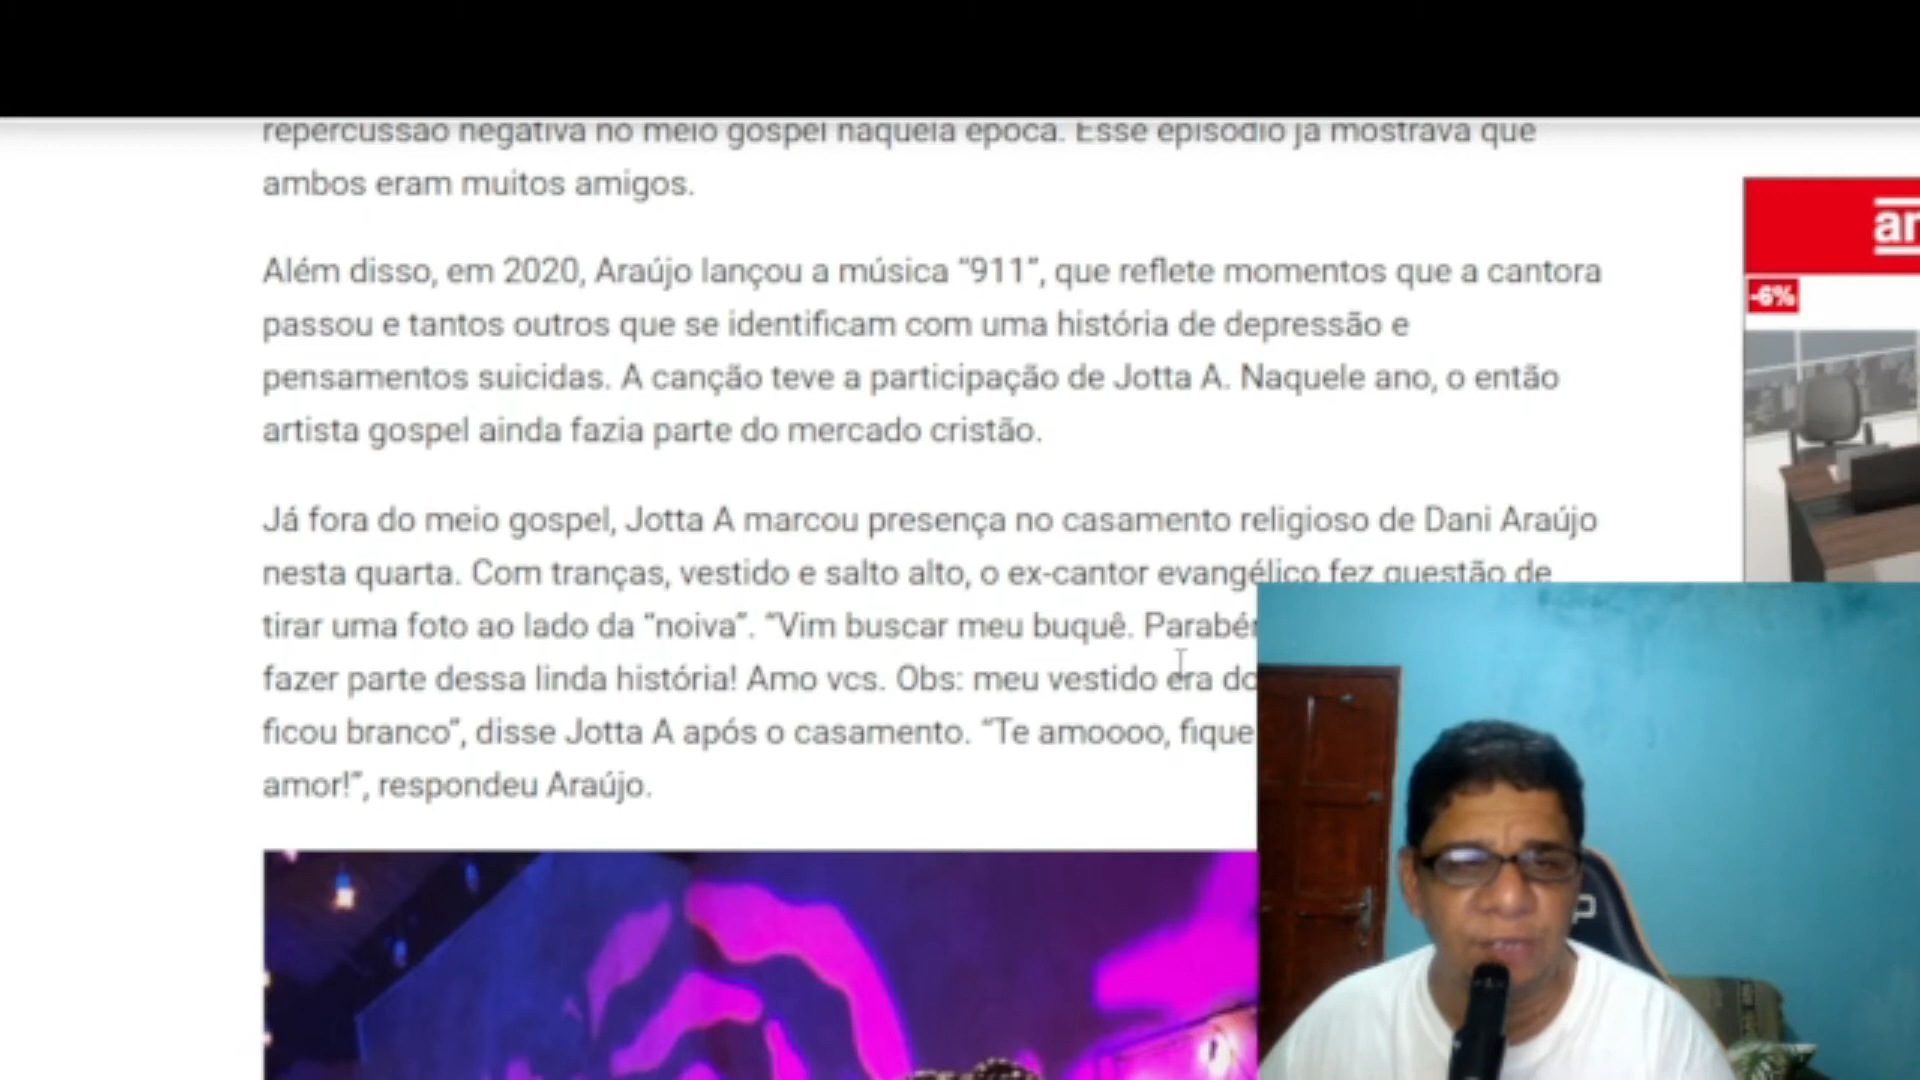 repercussão negativa no meio gospel naquela época. Esse episódio já mostrava que
ambos eram muitos amigos.
Além disso, em 2020, Araújo lançou a música “911”, que reflete momentos que a cantora
passou e tantos outros que se identificam com uma história de depressão e
pensamentos suicidas. A canção teve a participação de Jotta A. Naquele ano, o então
artista gospel ainda fazia parte do mercado cristão.
Já fora do meio gospel, Jotta A marcou presença no casamento religioso de Dani Araújo
nesta quarta. Com tranças, vestido e salto alto, o ex-cantor evangélico fez questão de
tirar uma foto ao lado da “noiva”. “Vim buscar meu buquê.
fazer parte dessa linda história! Amo vcs. Obs: meu vestido era
ficou branco”, disse Jotta A após o casamento. “Te amoooo, fique
amor!”, respondeu Araújo.
-6%